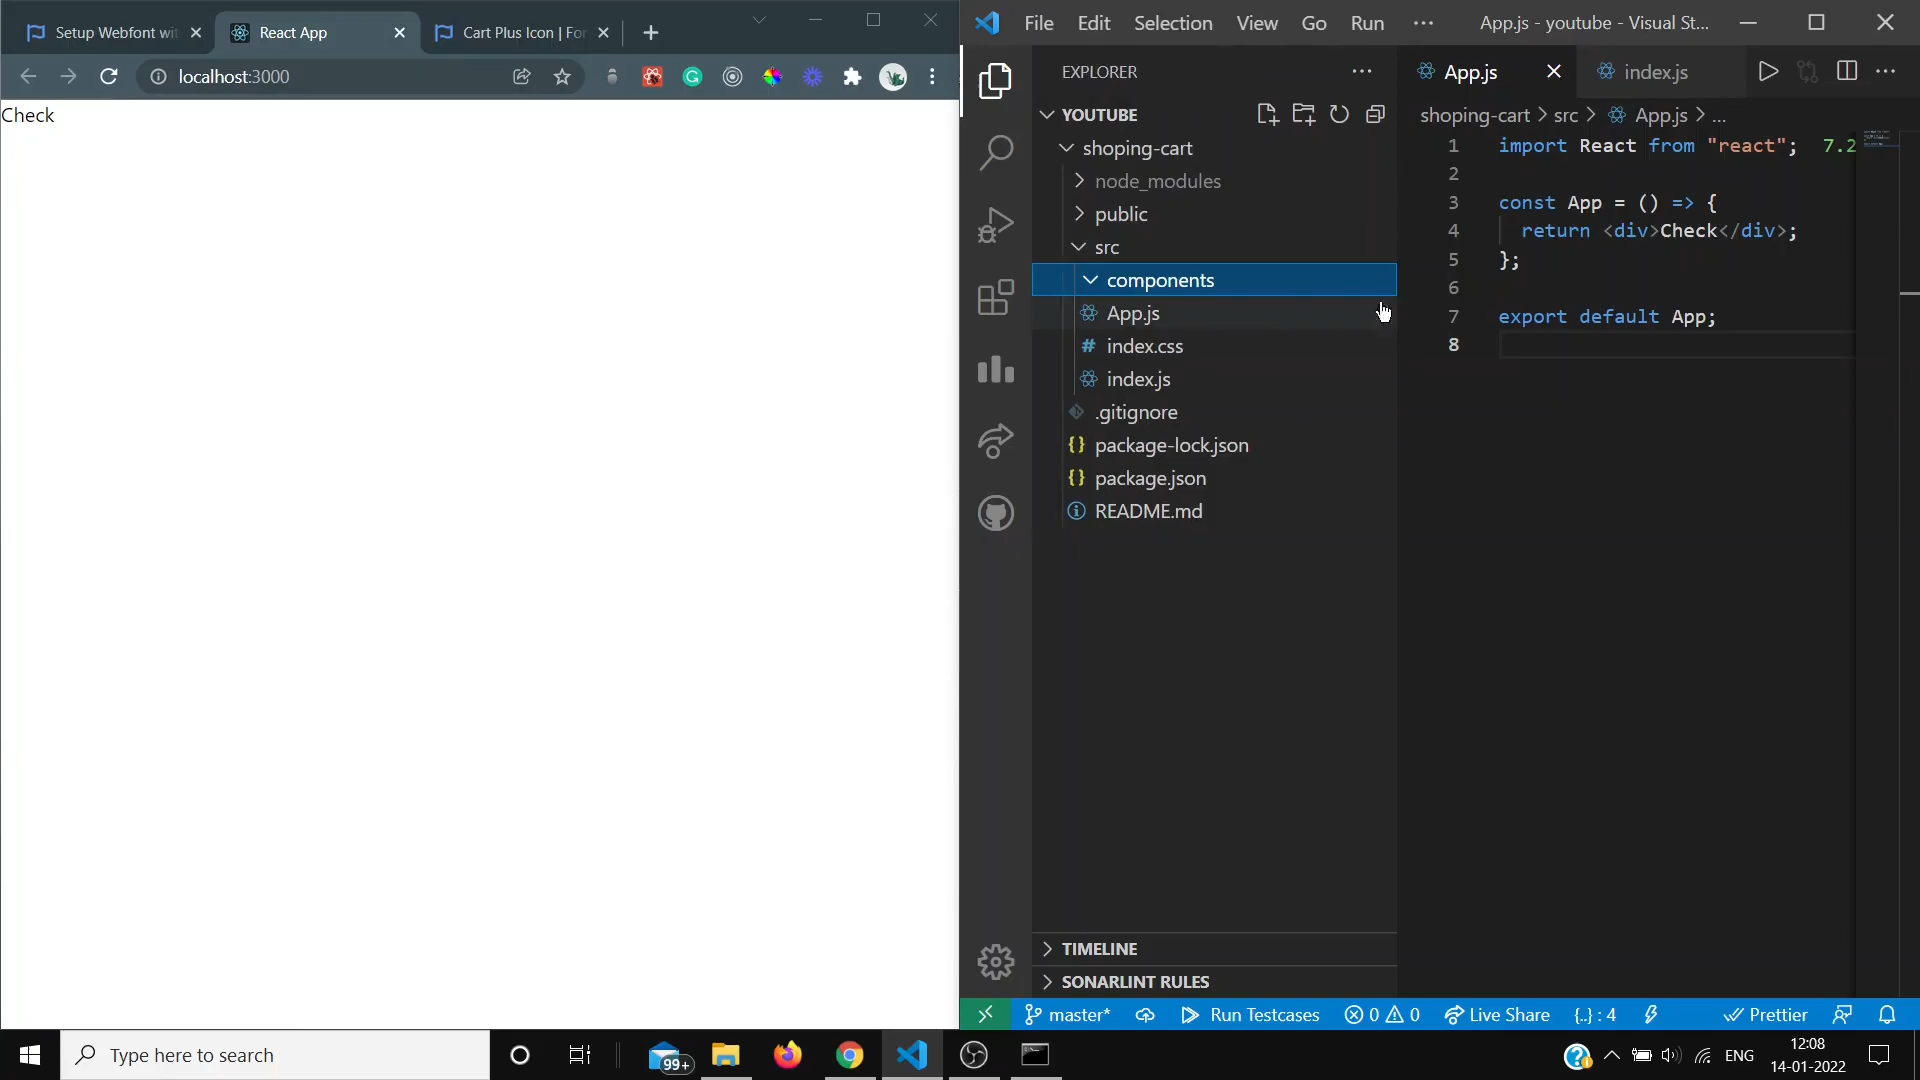 Setup Webfont wit
React App
Cart Plus Icon | Fo
localhost:3000
Check
File Edit Selection View Go Run ··· App.js - youtube - Visual St...
EXPLORER ···
YOUTUBE
shoping-cart
node_modules
public
src
components
App.js
# index.css
index.js
.gitignore
{} package-lock.json
{} package.json
README.md
TIMELINE
SONARLINT RULES
App.js
index.js
shoping-cart > src > App.js > ...
1 import React from "react"; 7.2
2
3 const App = () => {
4 return <div>Check</div>;
5 };
6
7 export default App;
8
master* Run Testcases 0 0 Live Share {..} : 4 Prettier
Type here to search
99+
ENG
12:08
14-01-2022